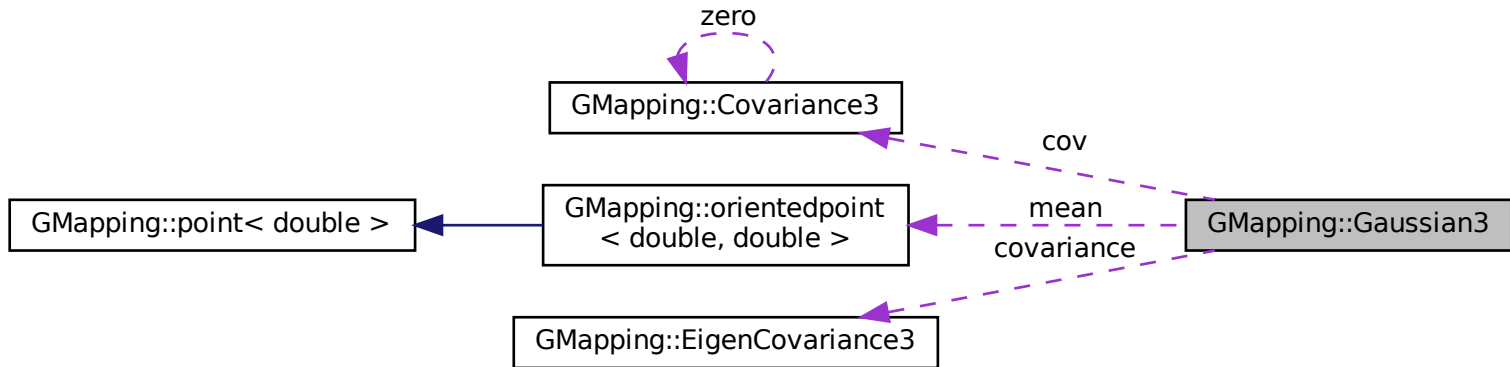 zero
GMapping::Covariance3
cov
GMapping::point< double >
GMapping::orientedpoint
< double, double >
mean
covariance
GMapping::Gaussian3
GMapping::EigenCovariance3